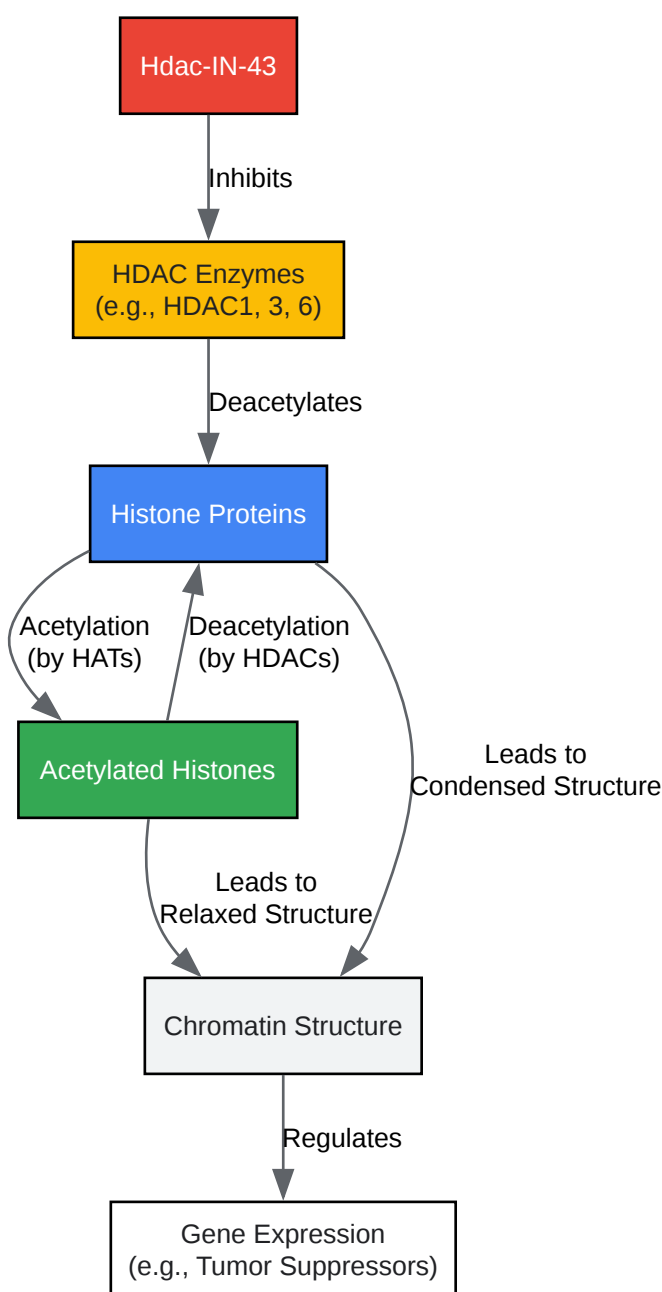 Hdac-IN-43
Inhibits
HDAC Enzymes
(e.g., HDAC1, 3, 6)
Deacetylates
Histone Proteins
Acetylation
(by HATs)
Deacetylation
(by HDACs)
Acetylated Histones
Leads to
Condensed Structure
Leads to
Relaxed Structure
Chromatin Structure
Regulates
Gene Expression
(e.g., Tumor Suppressors)